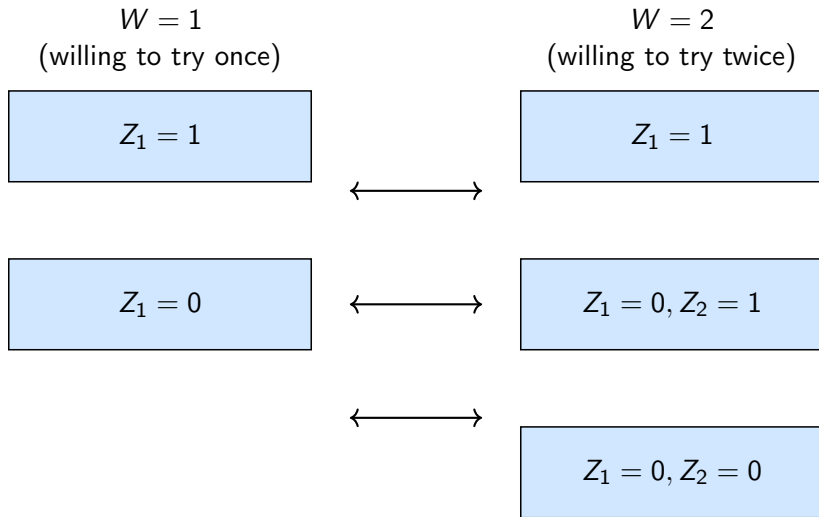 W = 1
(willing to try once)
W = 2
(willing to try twice)
Z₁ = 1
Z₁ = 1
Z₁ = 0
Z₁ = 0, Z₂ = 1
Z₁ = 0, Z₂ = 0